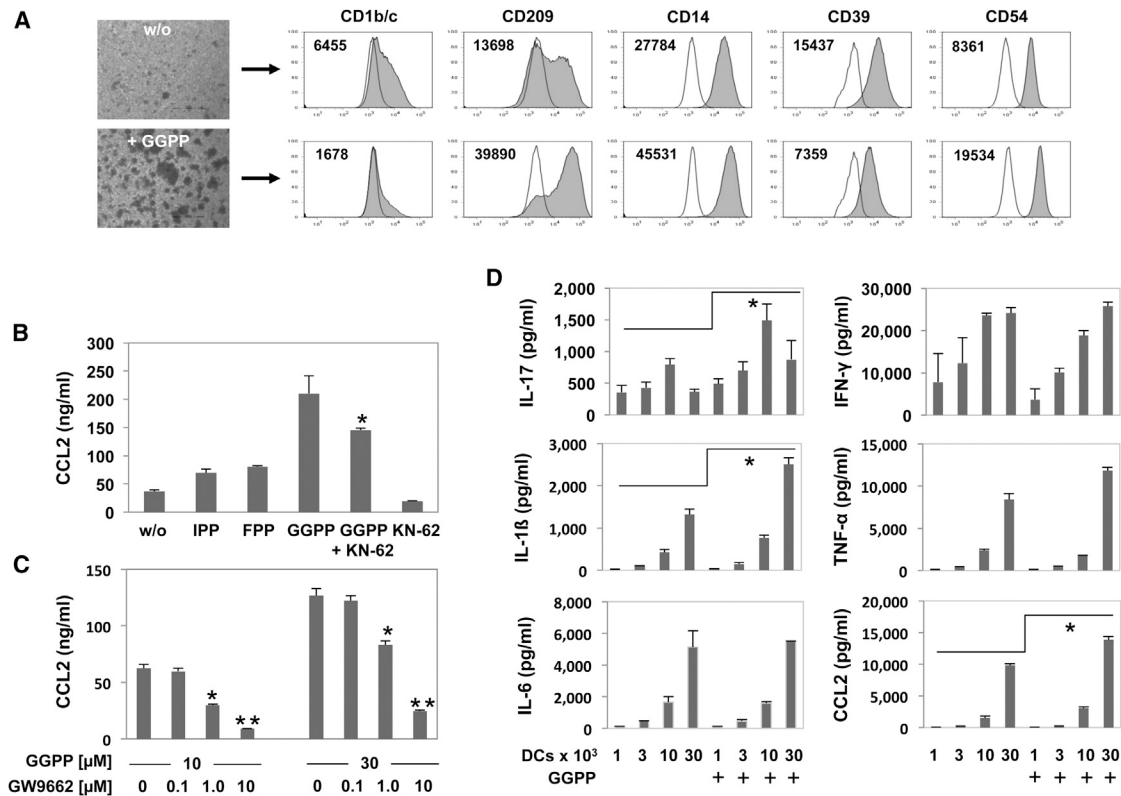 A
CD1b/c CD209 CD14 CD39 CD54
w/o
6455 13698 27784 15437 8361
+ GGPP
1678 39890 45531 7359 19534
B
CCL2 (ng/ml)
300
250
200
150
100
50
0
w/o IPP FPP GGPP GGPP + KN-62 KN-62
*
C
CCL2 (ng/ml)
150
100
50
0
* ** * **
GGPP [µM] 10 30
GW9662 [µM] 0 0.1 1.0 10 0 0.1 1.0 10
D
IL-17 (pg/ml)
2,000
1,500
1,000
500
0
*
IFN-γ (pg/ml)
30,000
20,000
10,000
0
IL-1ß (pg/ml)
3,000
2,000
1,000
0
*
TNF-α (pg/ml)
15,000
10,000
5,000
0
IL-6 (pg/ml)
8,000
6,000
4,000
2,000
0
CCL2 (pg/ml)
20,000
15,000
10,000
5,000
0
*
DCs x 10³ 1 3 10 30 1 3 10 30 1 3 10 30 1 3 10 30
GGPP + + + + + + + +